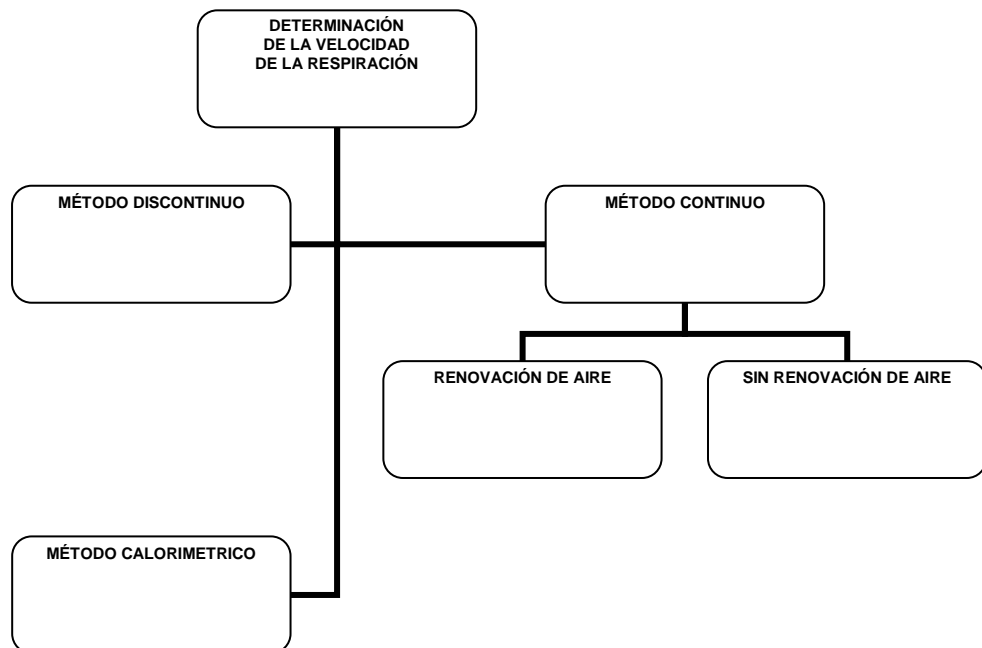 DETERMINACIÓN
DE LA VELOCIDAD
DE LA RESPIRACIÓN
MÉTODO DISCONTINUO
MÉTODO CONTINUO
RENOVACIÓN DE AIRE
SIN RENOVACIÓN DE AIRE
MÉTODO CALORIMETRICO